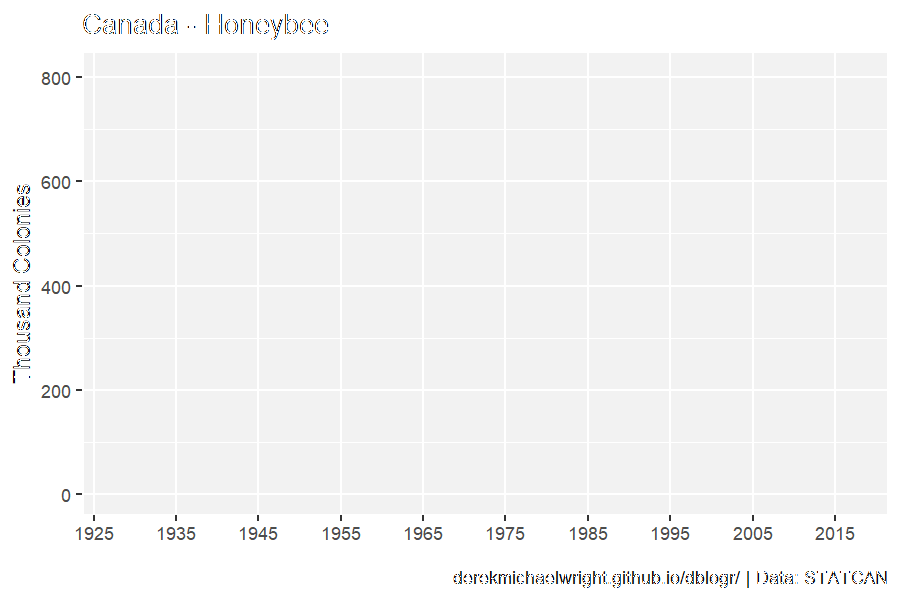 Canada - Honeybee
Thousand Colonies
800
600
400
200
0
1925 1935 1945 1955 1965 1975 1985 1995 2005 2015
derekmichaelwright.github.io/dblogr/ | Data: STATCAN